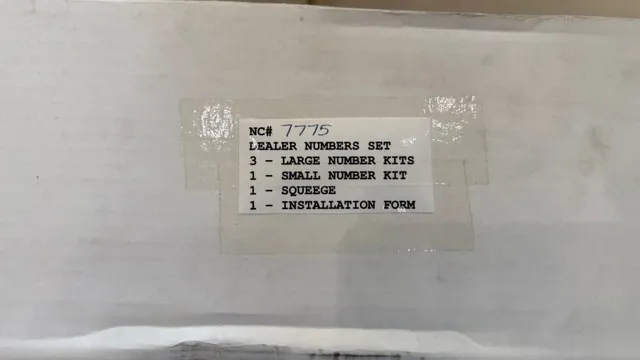 NC# 7775
LEALER NUMBERS SET
3 - LARGE NUMBER KITS
1 - SMALL NUMBER KIT
1 - SQUEEGE
1 - INSTALLATION FORM